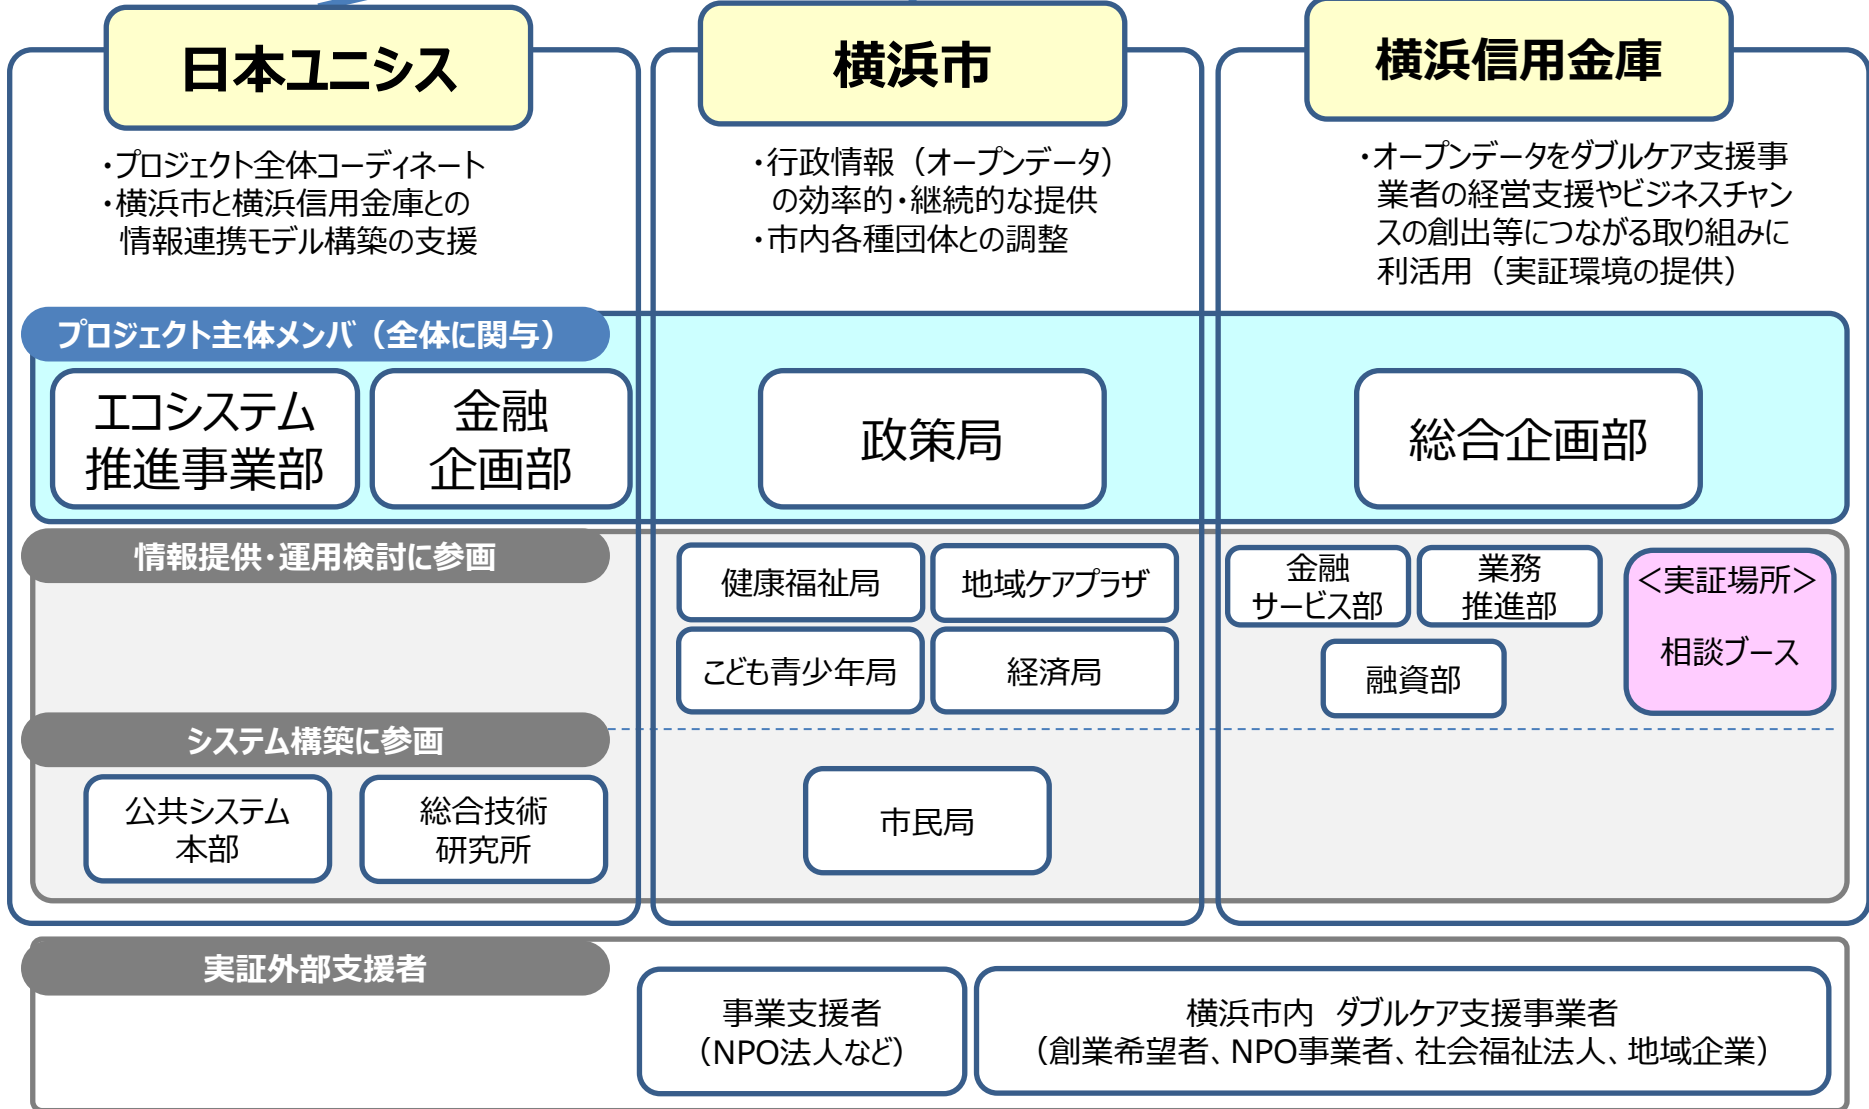 日本ユニシス
横浜市
横浜信用金庫
・プロジェクト全体コーディネート
・横浜市と横浜信用金庫との
情報連携モデル構築の支援
・行政情報（オープンデータ）
の効率的・継続的な提供
・市内各種団体との調整
・オープンデータをダブルケア支援事
業者の経営支援やビジネスチャン
スの創出等につながる取り組みに
利活用（実証環境の提供）
プロジェクト主体メンバ（全体に関与）
エコシステム
推進事業部
金融
企画部
政策局
総合企画部
情報提供・運用検討に参画
健康福祉局
地域ケアプラザ
こども青少年局
経済局
金融
サービス部
業務
推進部
融資部
＜実証場所＞
相談ブース
システム構築に参画
公共システム
本部
総合技術
研究所
市民局
実証外部支援者
事業支援者
（NPO法人など）
横浜市内　ダブルケア支援事業者
（創業希望者、NPO事業者、社会福祉法人、地域企業）